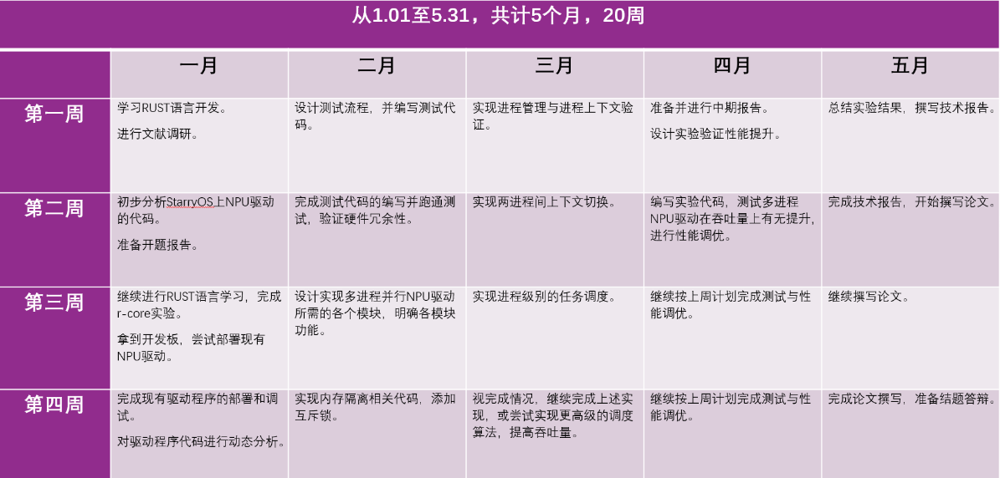 从1.01至5.31，共计5个月，20周
一月
二月
三月
四月
五月
第一周
学习RUST语言开发。
进行文献调研。
设计测试流程，并编写测试代
码。
实现进程管理与进程上下文验
证。
准备并进行中期报告。
设计实验验证性能提升。
总结实验结果，撰写技术报告。
第二周
初步分析StarryOS上NPU驱动
的代码。
准备开题报告。
完成测试代码的编写并跑通测
试，验证硬件冗余性。
实现两进程间上下文切换。
编写实验代码，测试多进程
NPU驱动在吞吐量上有无提升，
进行性能调优。
完成技术报告，开始撰写论文。
第三周
继续进行RUST语言学习，完成
r-core实验。
拿到开发板，尝试部署现有
NPU驱动。
设计实现多进程并行NPU驱动
所需的各个模块，明确各模块
功能。
实现进程级别的任务调度。
继续按上周计划完成测试与性
能调优。
继续撰写论文。
第四周
完成现有驱动程序的部署和调
试。
对驱动程序代码进行动态分析。
实现内存隔离相关代码，添加
互斥锁。
视完成情况，继续完成上述实
现，或尝试实现更高级的调度
算法，提高吞吐量。
继续按上周计划完成测试与性
能调优。
完成论文撰写，准备结题答辩。